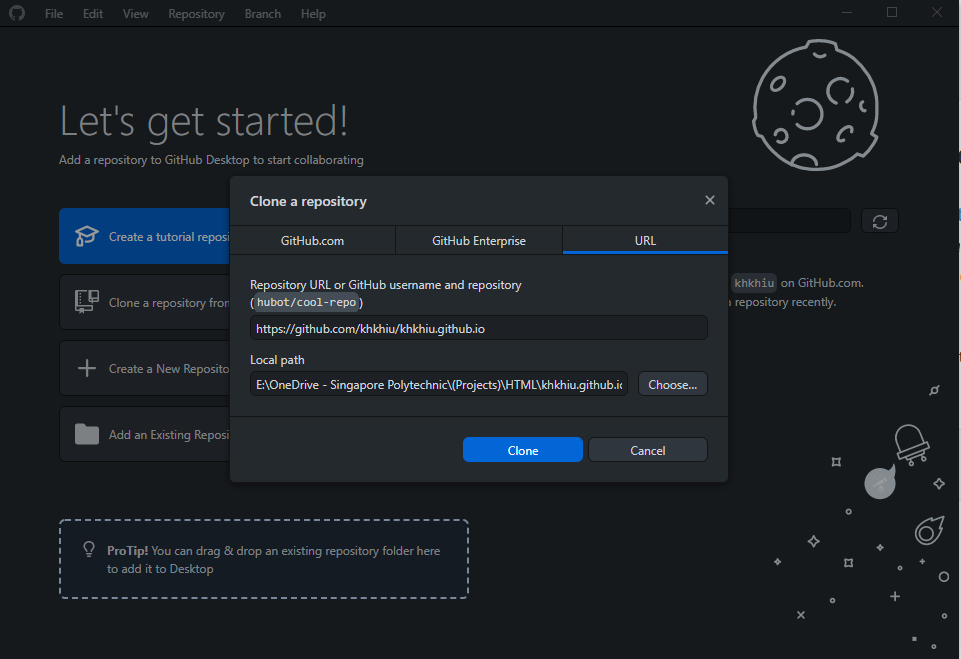 File Edit View Repository Branch Help
Let's get started!
Add a repository to GitHub Desktop to start collaborating
Create a tutorial reposi
Clone a repository from
Create a New Reposito
Add an Existing Reposi
khkhiu on GitHub.com.
repository recently.
Clone a repository
GitHub.com
GitHub Enterprise
URL
Repository URL or GitHub username and repository
(hubot/cool-repo)
https://github.com/khkhiu/khkhiu.github.io
Local path
E:\OneDrive - Singapore Polytechnic\(Projects)\HTML\khkhiu.github.io
Choose...
Clone
Cancel
ProTip! You can drag & drop an existing repository folder here
to add it to Desktop